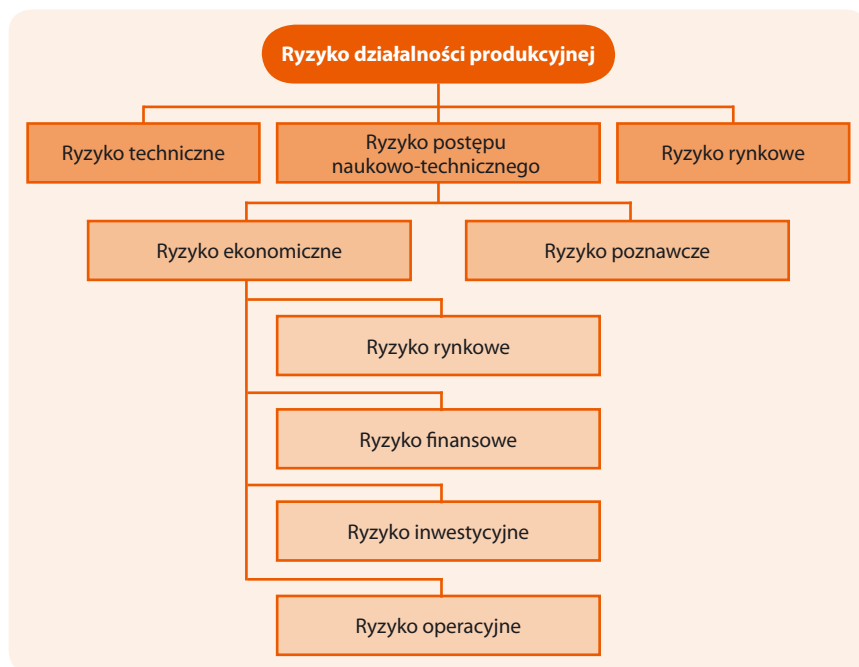 Ryzyko działalności produkcyjnej
Ryzyko techniczne
Ryzyko postępu
naukowo-technicznego
Ryzyko rynkowe
Ryzyko ekonomiczne
Ryzyko poznawcze
Ryzyko rynkowe
Ryzyko finansowe
Ryzyko inwestycyjne
Ryzyko operacyjne